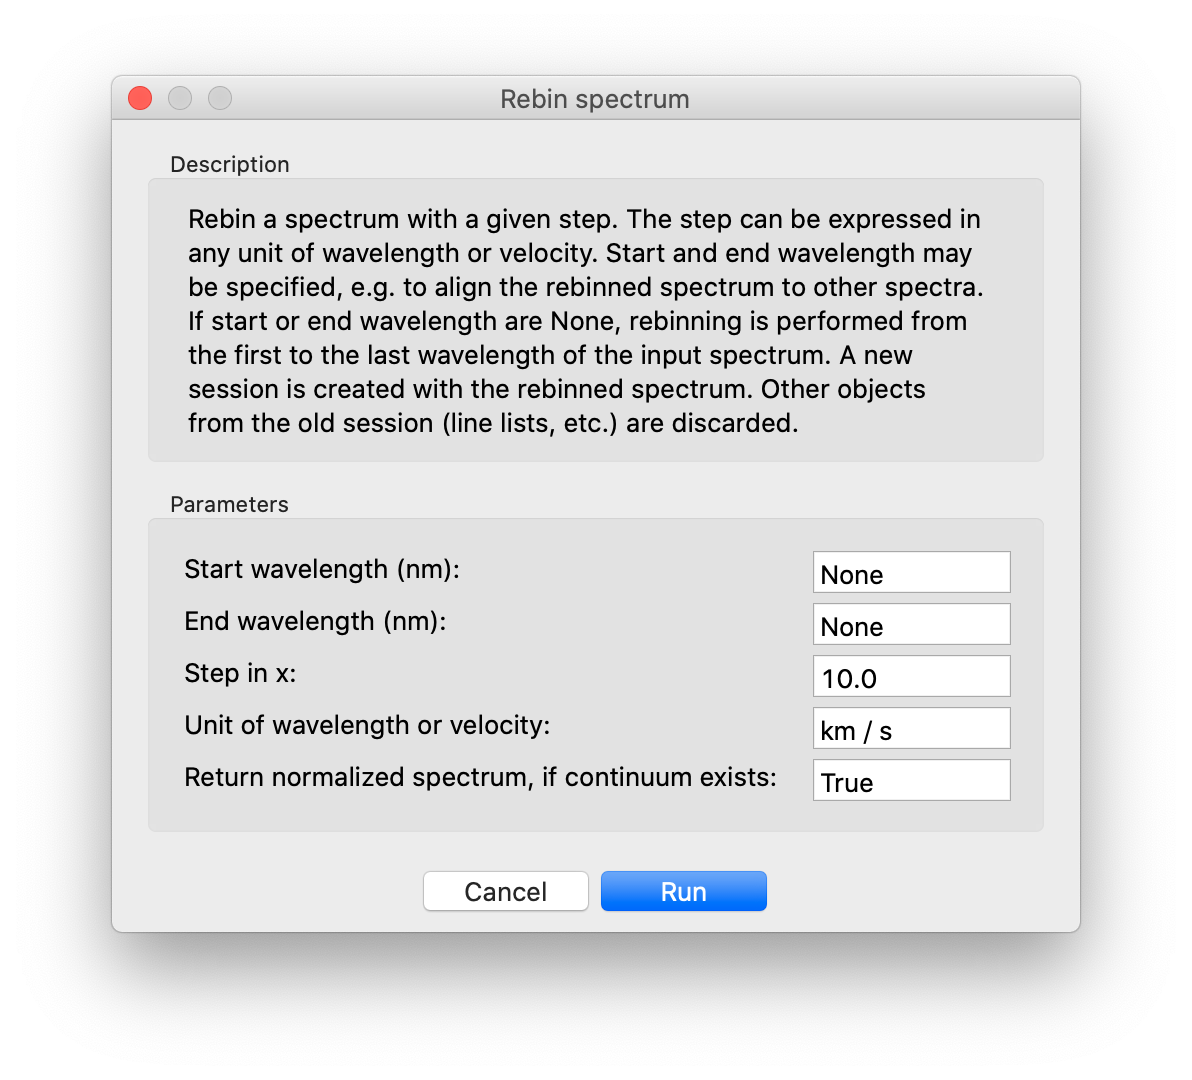 Rebin spectrum
Description
Rebin a spectrum with a given step. The step can be expressed in
any unit of wavelength or velocity. Start and end wavelength may
be specified, e.g. to align the rebinned spectrum to other spectra.
If start or end wavelength are None, rebinning is performed from
the first to the last wavelength of the input spectrum. A new
session is created with the rebinned spectrum. Other objects
from the old session (line lists, etc.) are discarded.
Parameters
Start wavelength (nm): None
End wavelength (nm): None
Step in x: 10.0
Unit of wavelength or velocity: km / s
Return normalized spectrum, if continuum exists: True
Cancel Run